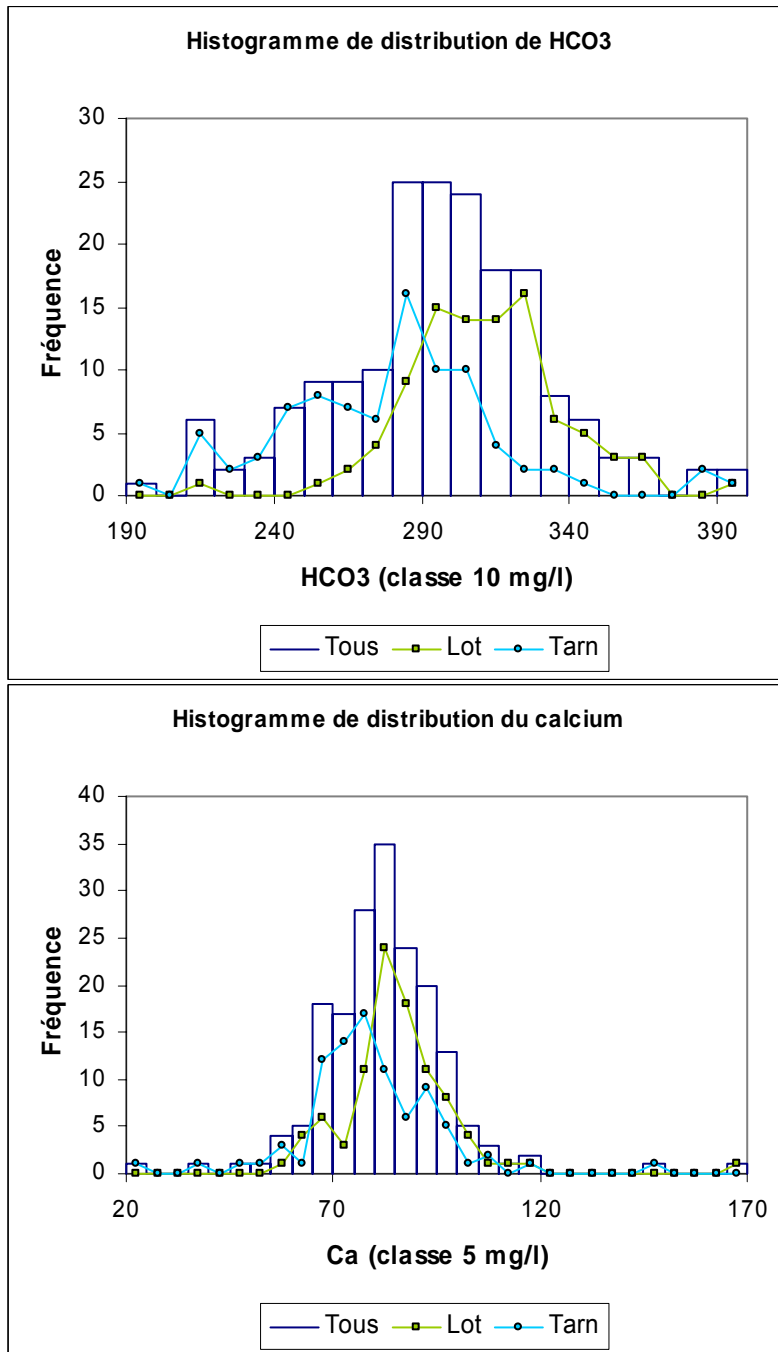 Histogramme de distribution de HCO3
30
25
20
15
10
5
0
Fréquence
190 240 290 340 390
HCO3 (classe 10 mg/l)
Tous Lot Tarn
Histogramme de distribution du calcium
40
35
30
25
20
15
10
5
0
Fréquence
20 70 120 170
Ca (classe 5 mg/l)
Tous Lot Tarn